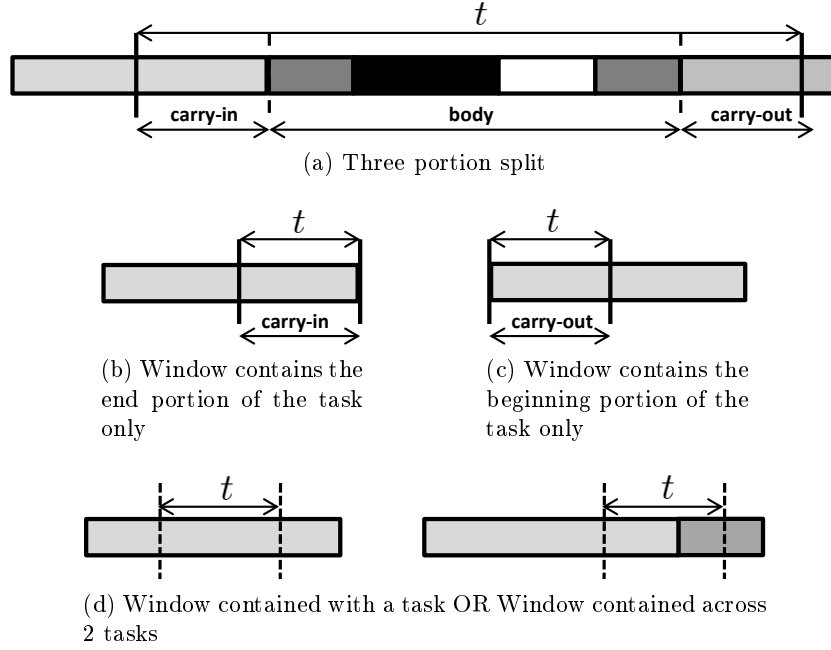 t
carry-in body carry-out
(a) Three portion split
t t
carry-in carry-out
(b) Window contains the
end portion of the task
only
(c) Window contains the
beginning portion of the
task only
t t
(d) Window contained with a task OR Window contained across
2 tasks